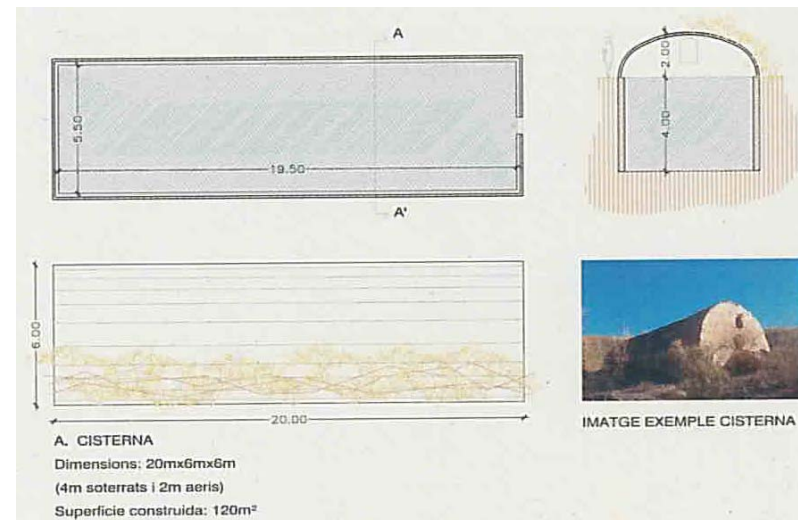 A
5.50
19.50
A'
2.00
4.00
6.00
20.00
IMATGE EXEMPLE CISTERNA
A. CISTERNA
Dimensions: 20mx6mx6m
(4m soterrats i 2m aeris)
Superfície construida: 120m²